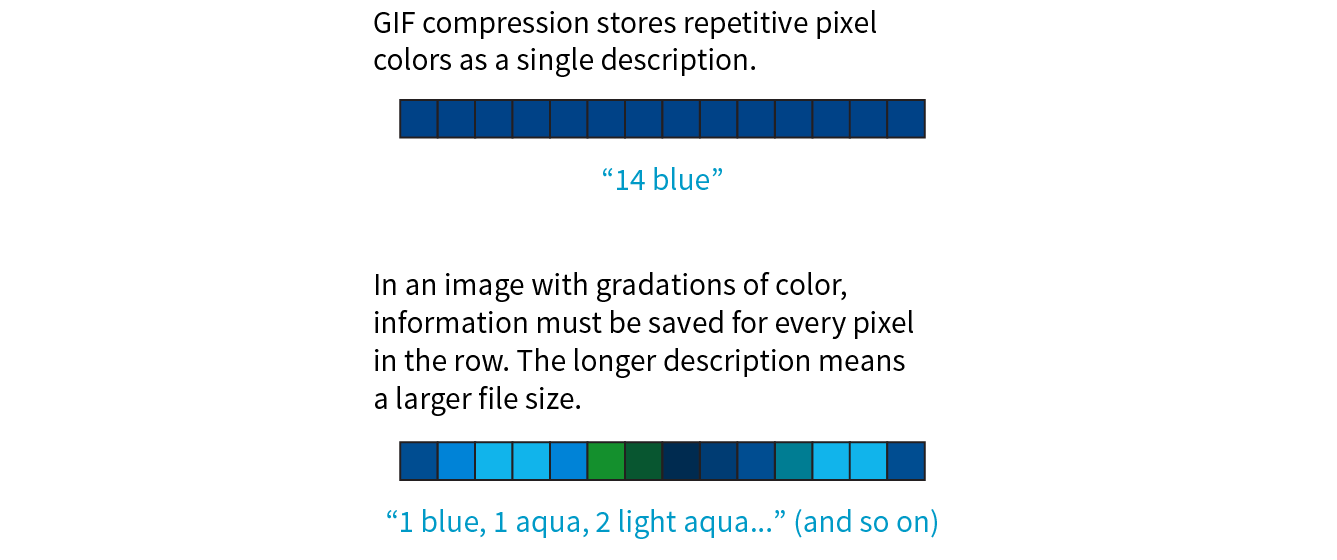 GIF compression stores repetitive pixel
colors as a single description.
“14 blue”
In an image with gradations of color,
information must be saved for every pixel
in the row. The longer description means
a larger file size.
“1 blue, 1 aqua, 2 light aqua...” (and so on)